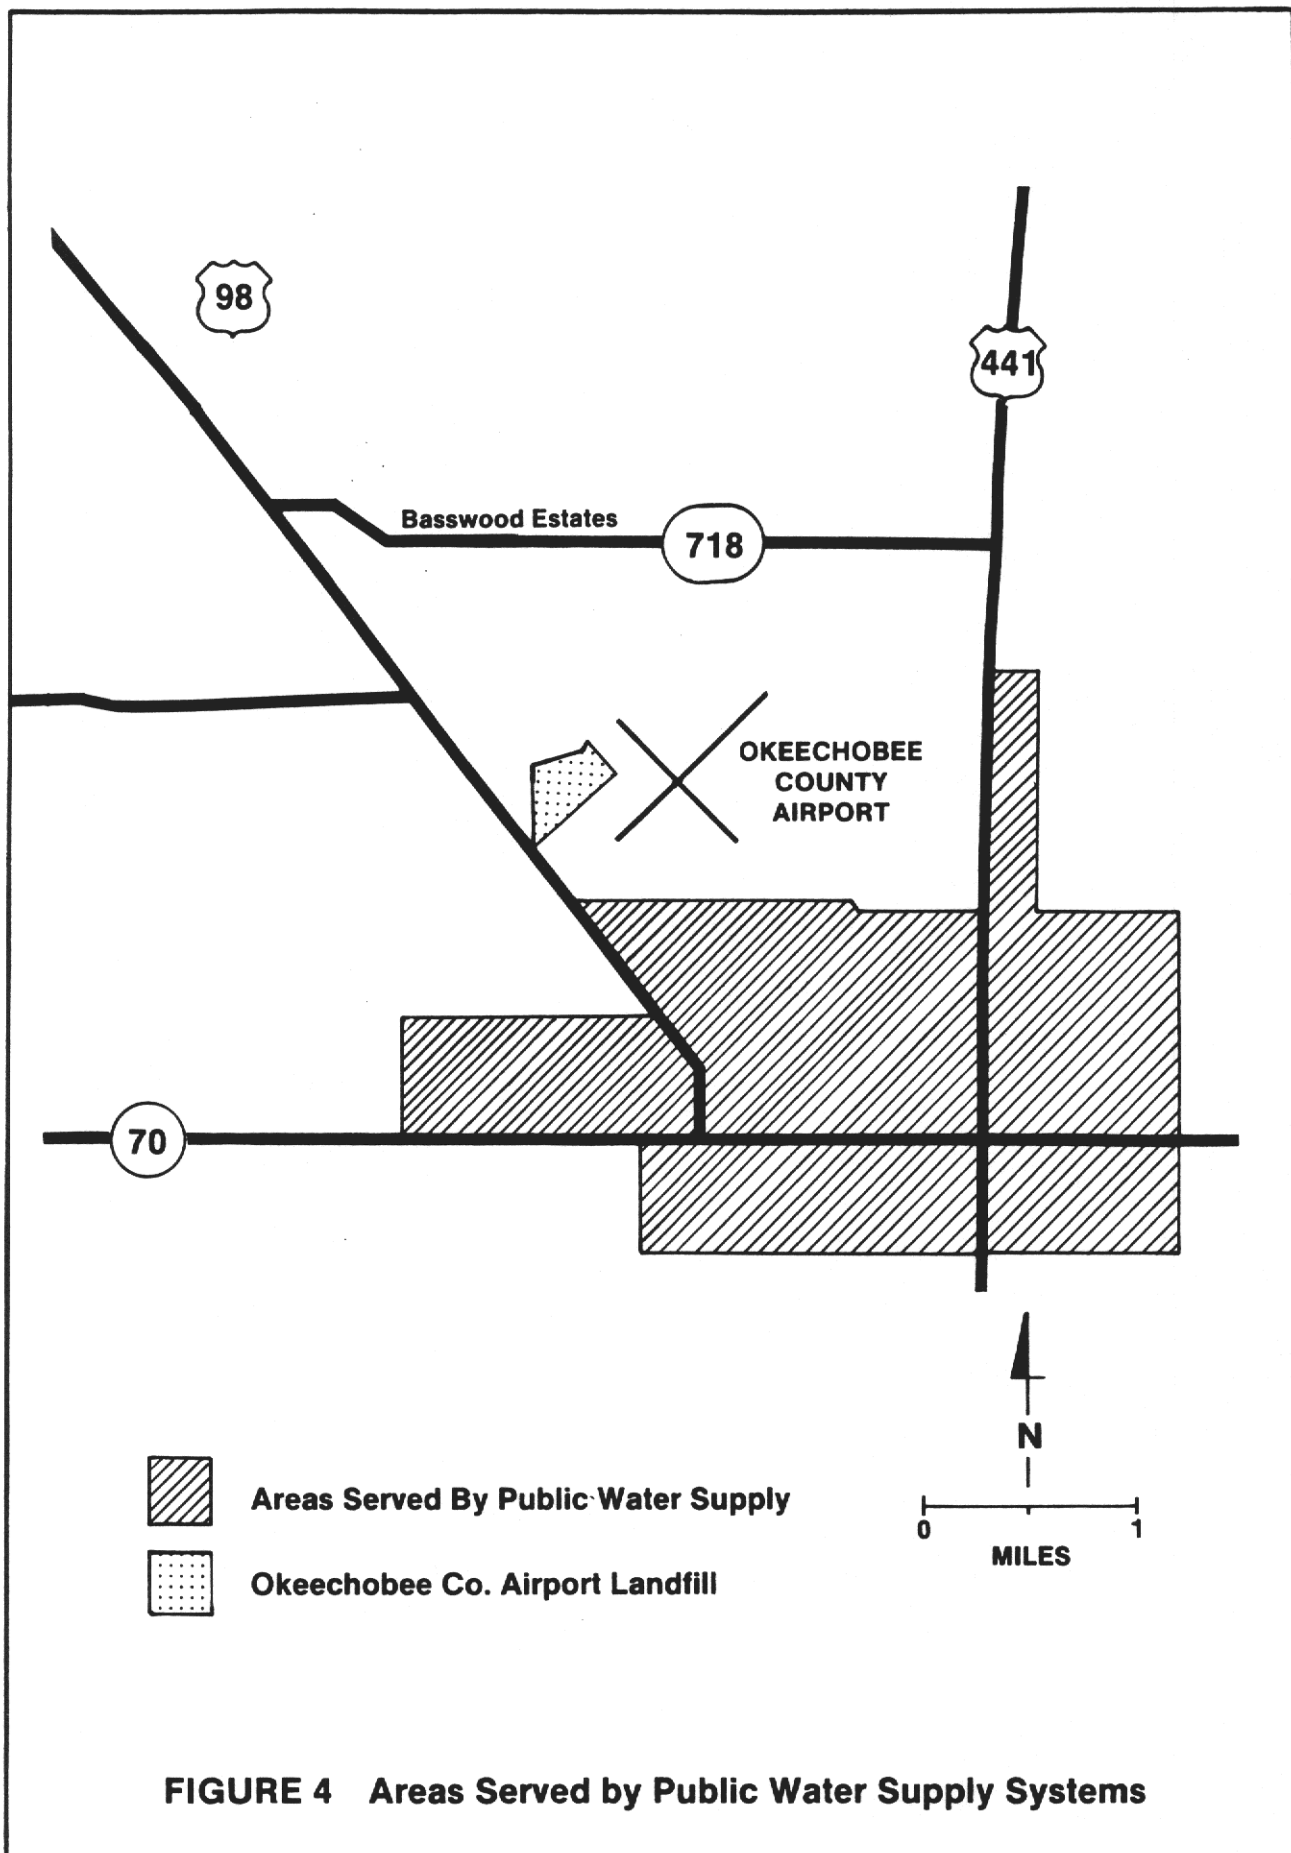 98
441
Basswood Estates
718
OKEECHOBEE
COUNTY
AIRPORT
70
N
Areas Served By Public Water Supply
0 1
MILES
Okeechobee Co. Airport Landfill
FIGURE 4 Areas Served by Public Water Supply Systems